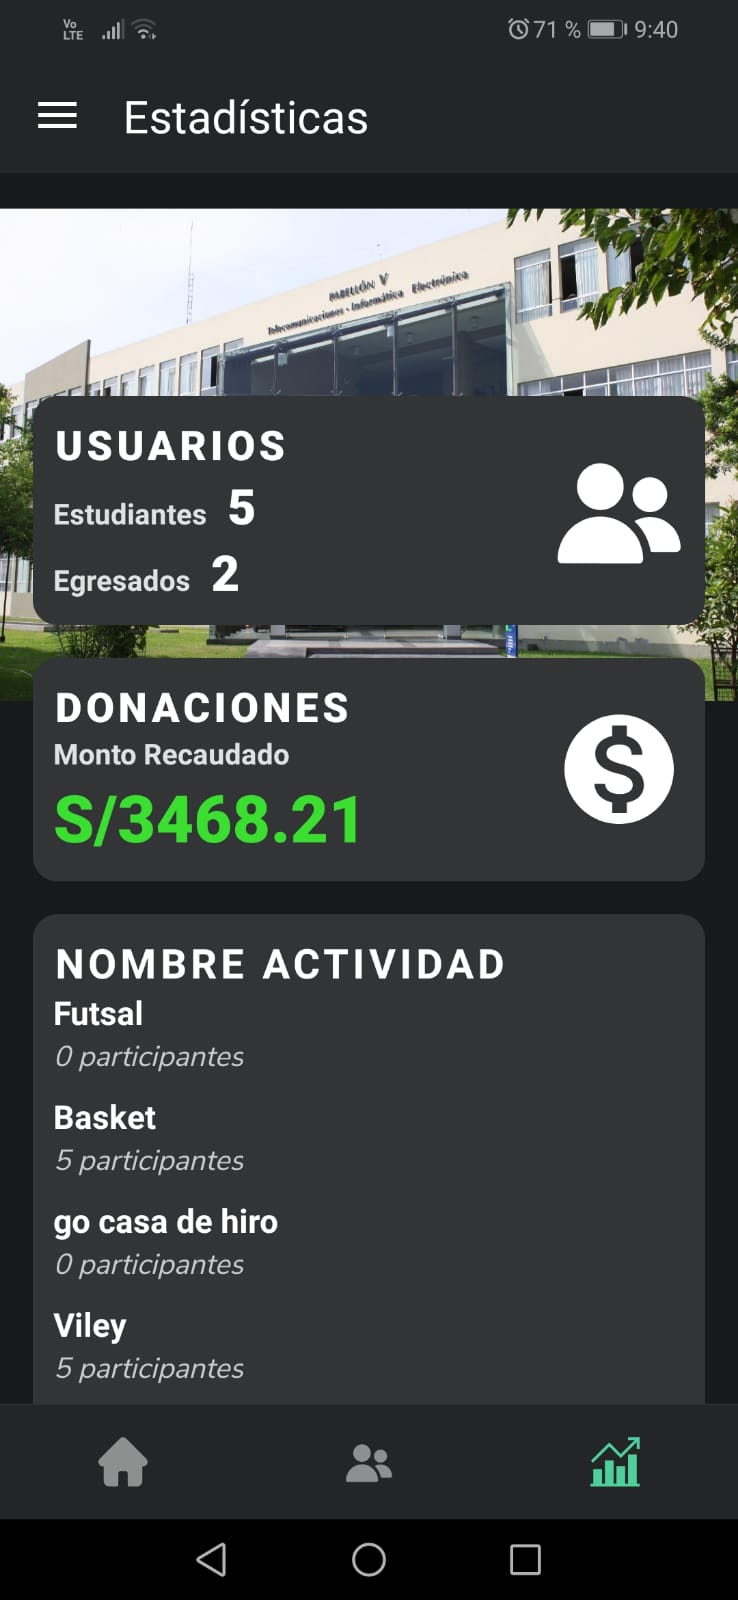 Vo
LTE
71 %
9:40
Estadísticas
PABELLÓN V
Telecomunicaciones - Informática Electrónica
USUARIOS
Estudiantes 5
Egresados 2
DONACIONES
Monto Recaudado
S/3468.21
$
NOMBRE ACTIVIDAD
Futsal
0 participantes
Basket
5 participantes
go casa de hiro
0 participantes
Viley
5 participantes